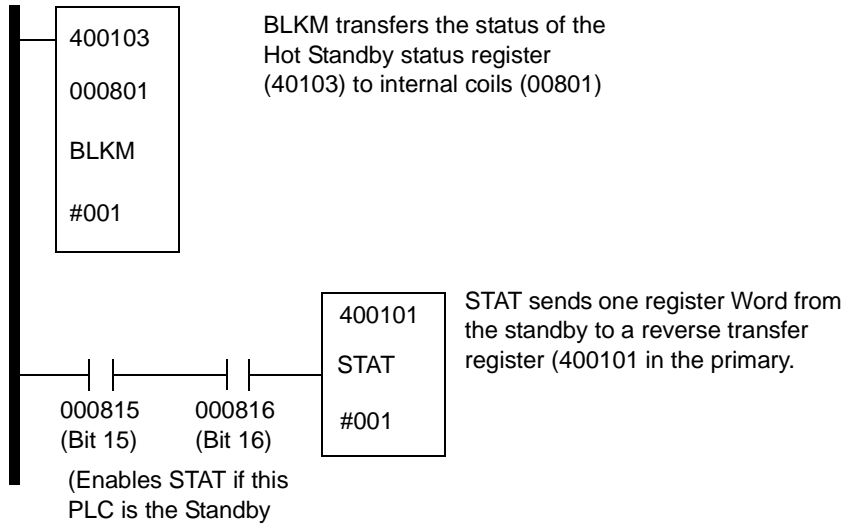 400103
000801
BLKM
#001
BLKM transfers the status of the
Hot Standby status register
(40103) to internal coils (00801)
400101
STAT
#001
STAT sends one register Word from
the standby to a reverse transfer
register (400101 in the primary.
000815
(Bit 15)
000816
(Bit 16)
(Enables STAT if this
PLC is the Standby